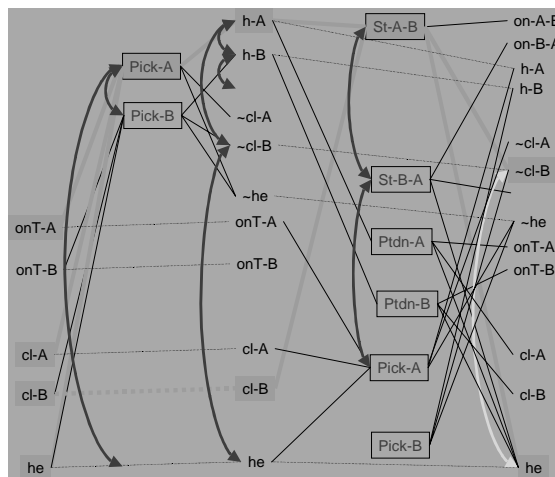 onT-A
onT-B
cl-A
cl-B
he
Pick-A
Pick-B
h-A
h-B
~cl-A
~cl-B
~he
onT-A
onT-B
cl-A
cl-B
he
St-A-B
St-B-A
Ptdn-A
Ptdn-B
Pick-A
Pick-B
on-A-B
on-B-A
h-A
h-B
~cl-A
~cl-B
~he
onT-A
onT-B
cl-A
cl-B
he